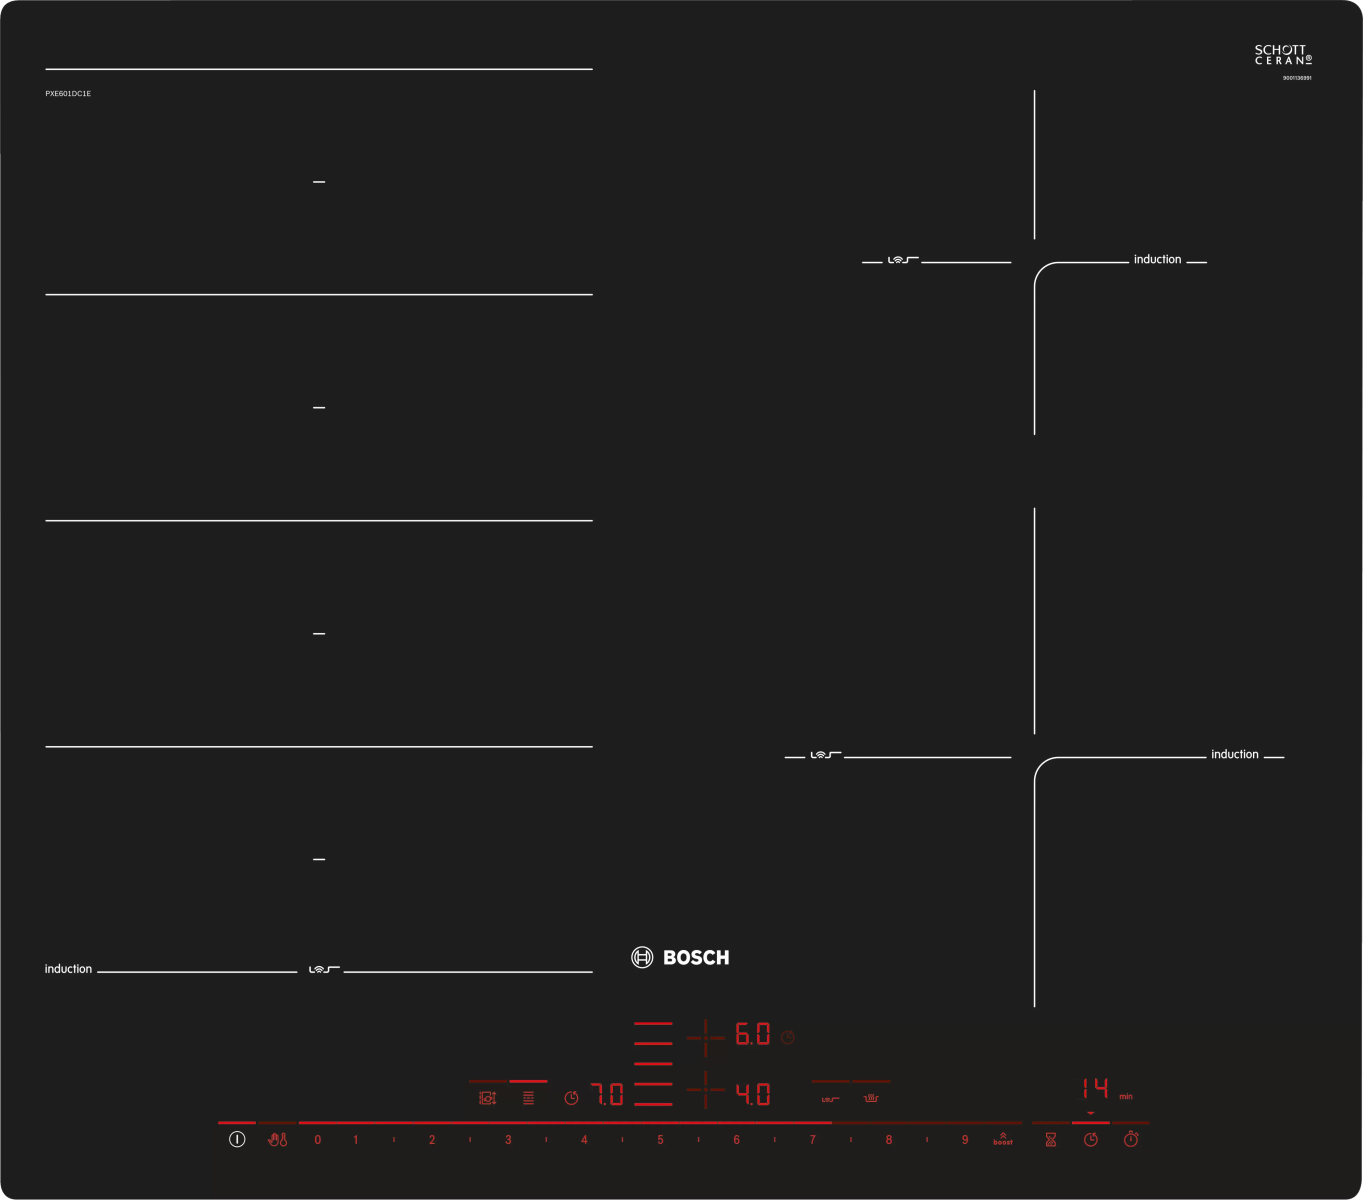 SCHOTT
CERAN®
9001136991
PXE601DC1E
induction
induction
induction
BOSCH
6.0
7.0
4.0
14
min
0 1 2 3 4 5 6 7 8 9 boost